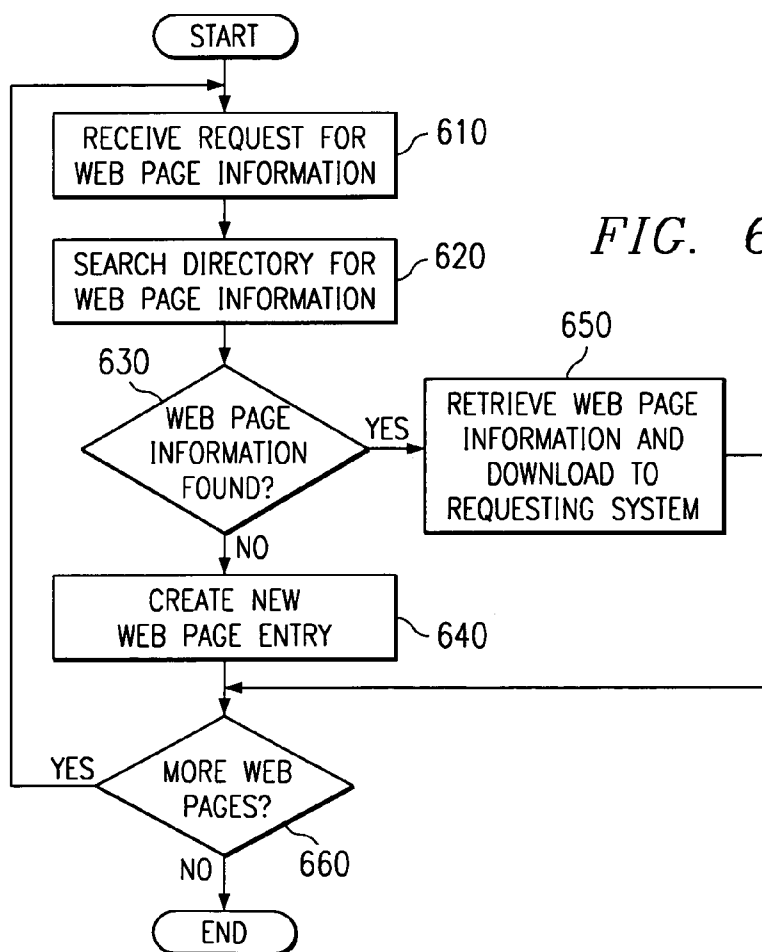 START
RECEIVE REQUEST FOR
WEB PAGE INFORMATION
610
SEARCH DIRECTORY FOR
WEB PAGE INFORMATION
620
FIG. 6
630
WEB PAGE
INFORMATION
FOUND?
YES
650
RETRIEVE WEB PAGE
INFORMATION AND
DOWNLOAD TO
REQUESTING SYSTEM
NO
CREATE NEW
WEB PAGE ENTRY
640
YES
MORE WEB
PAGES?
660
NO
END